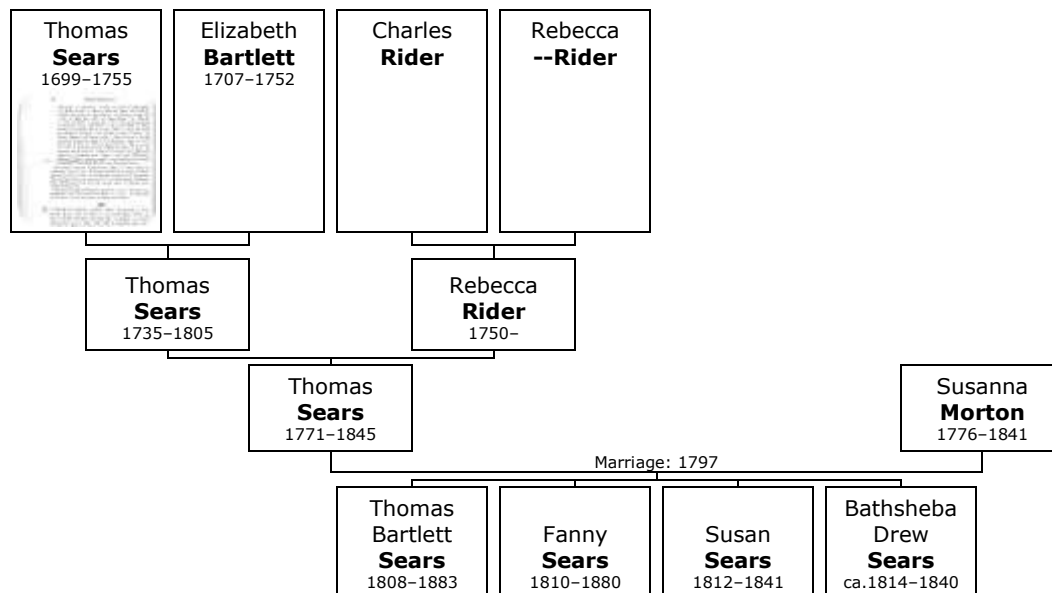 Thomas
Sears
1699–1755
Elizabeth
Bartlett
1707–1752
Charles
Rider
Rebecca
--Rider
Thomas
Sears
1735–1805
Rebecca
Rider
1750–
Thomas
Sears
1771–1845
Susanna
Morton
1776–1841
Marriage: 1797
Thomas
Bartlett
Sears
1808–1883
Fanny
Sears
1810–1880
Susan
Sears
1812–1841
Bathsheba
Drew
Sears
ca.1814–1840